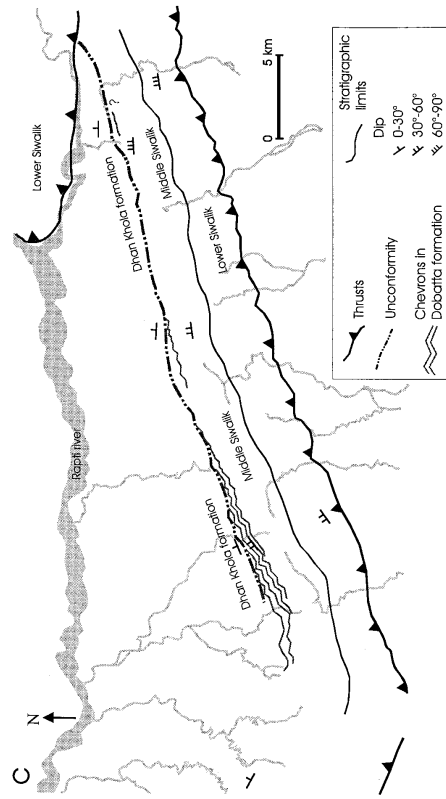 C
N
Rapti river
Lower Siwalik
Dhan Khola formation
?
Middle Siwalik
Lower Siwalik
Dhan Khola formation
Middle Siwalik
0 5 km
Thrusts
Unconformity
Chevrons in
Dobatta formation
Stratigraphic
limits
Dip
0-30°
30-60°
60-90°